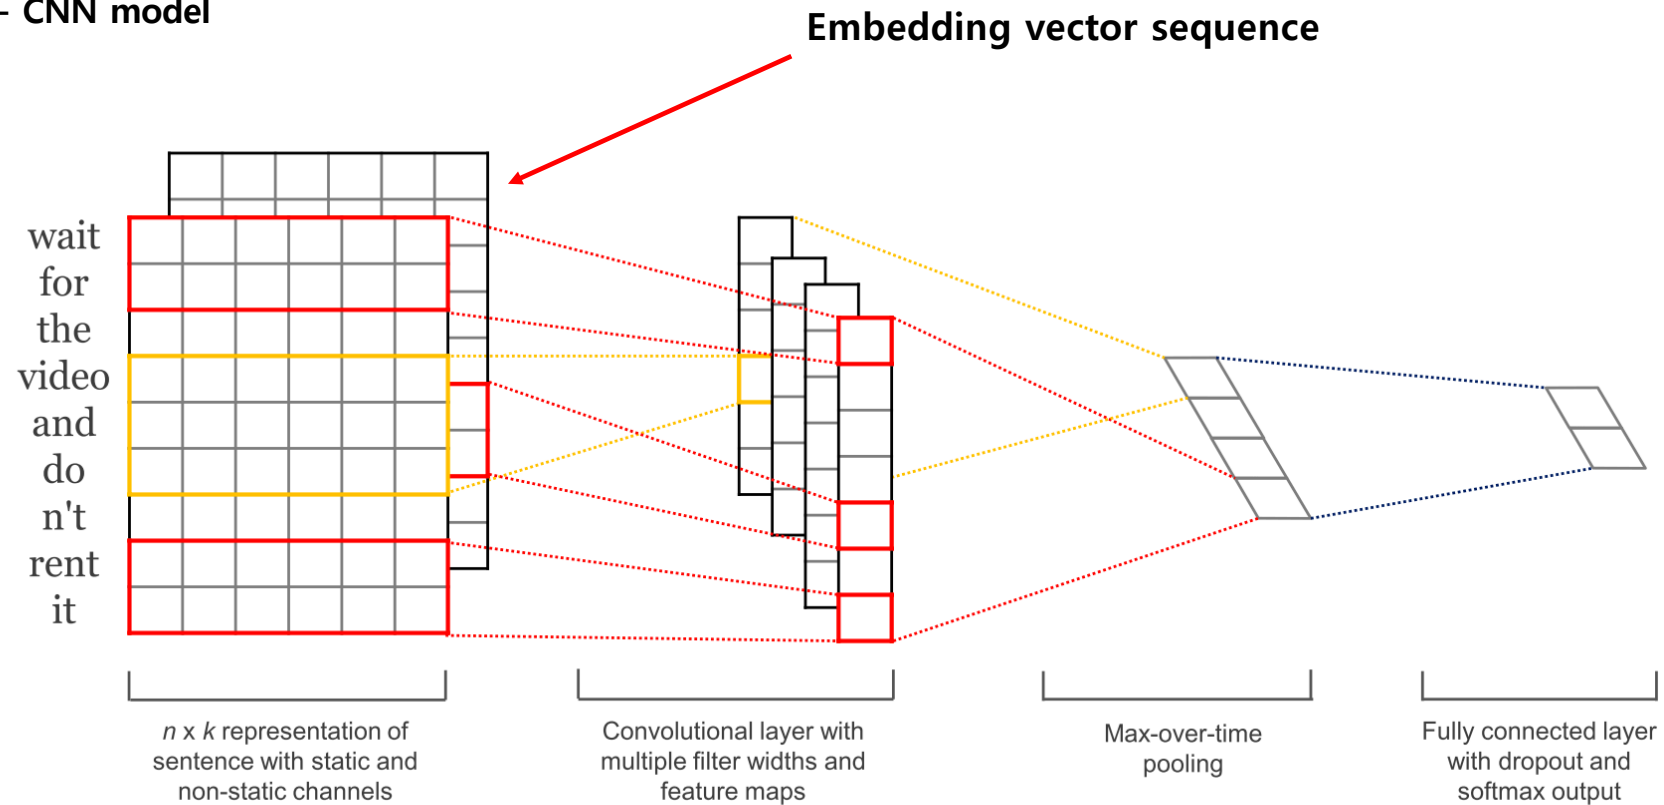 - CNN model
Embedding vector sequence
wait
for
the
video
and
do
n't
rent
it
n x k representation of
sentence with static and
non-static channels
Convolutional layer with
multiple filter widths and
feature maps
Max-over-time
pooling
Fully connected layer
with dropout and
softmax output